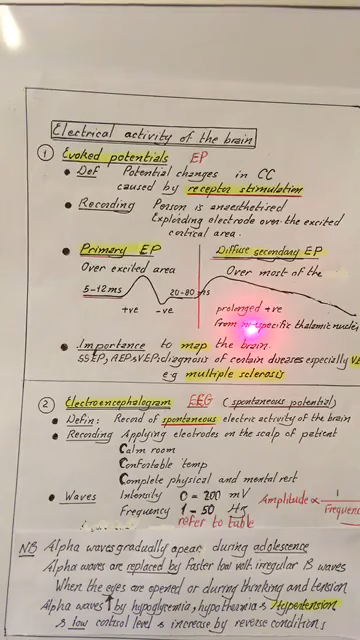 Electrical activity of the brain
① Evoked potentials EP
• Def Potential changes in CC
caused by receptor stimulation
• Recording Person is anaesthetised
Exploriding electrode over the excited
cortical area.
• Primary EP Diffuse secondary EP
Over excited area Over most of the
5-12 ms 20-80 ms
+ve -ve prolonged +ve
from specific thalamic nuclei
• Importance to map the brain.
SSEP, AEP&VEP:diagnosis of certain diseases especially
e.g multiple sclerosis
② Electroencephalogram EEG (spontaneous potential)
• Defin: Record of spontaneous electric activity of the brain
• Recording Applying electrodes on the scalp of patient
Calm room
Confortable temp
Complete physical and mental rest
• Waves Intensity 0 = 200 mV Amplitude ∝ 1/Frequenc
Frequency 1 - 50 Hz
refer to table
NB Alpha waves gradually apear during adolescence
Alpha waves are replaced by faster low volt. irregular B waves
When the eyes are opened or during thinking and tension
Alpha waves ↑ by hypoglycemia, hypothermia & Hypertension
& low cortisol level & increase by reverse conditions